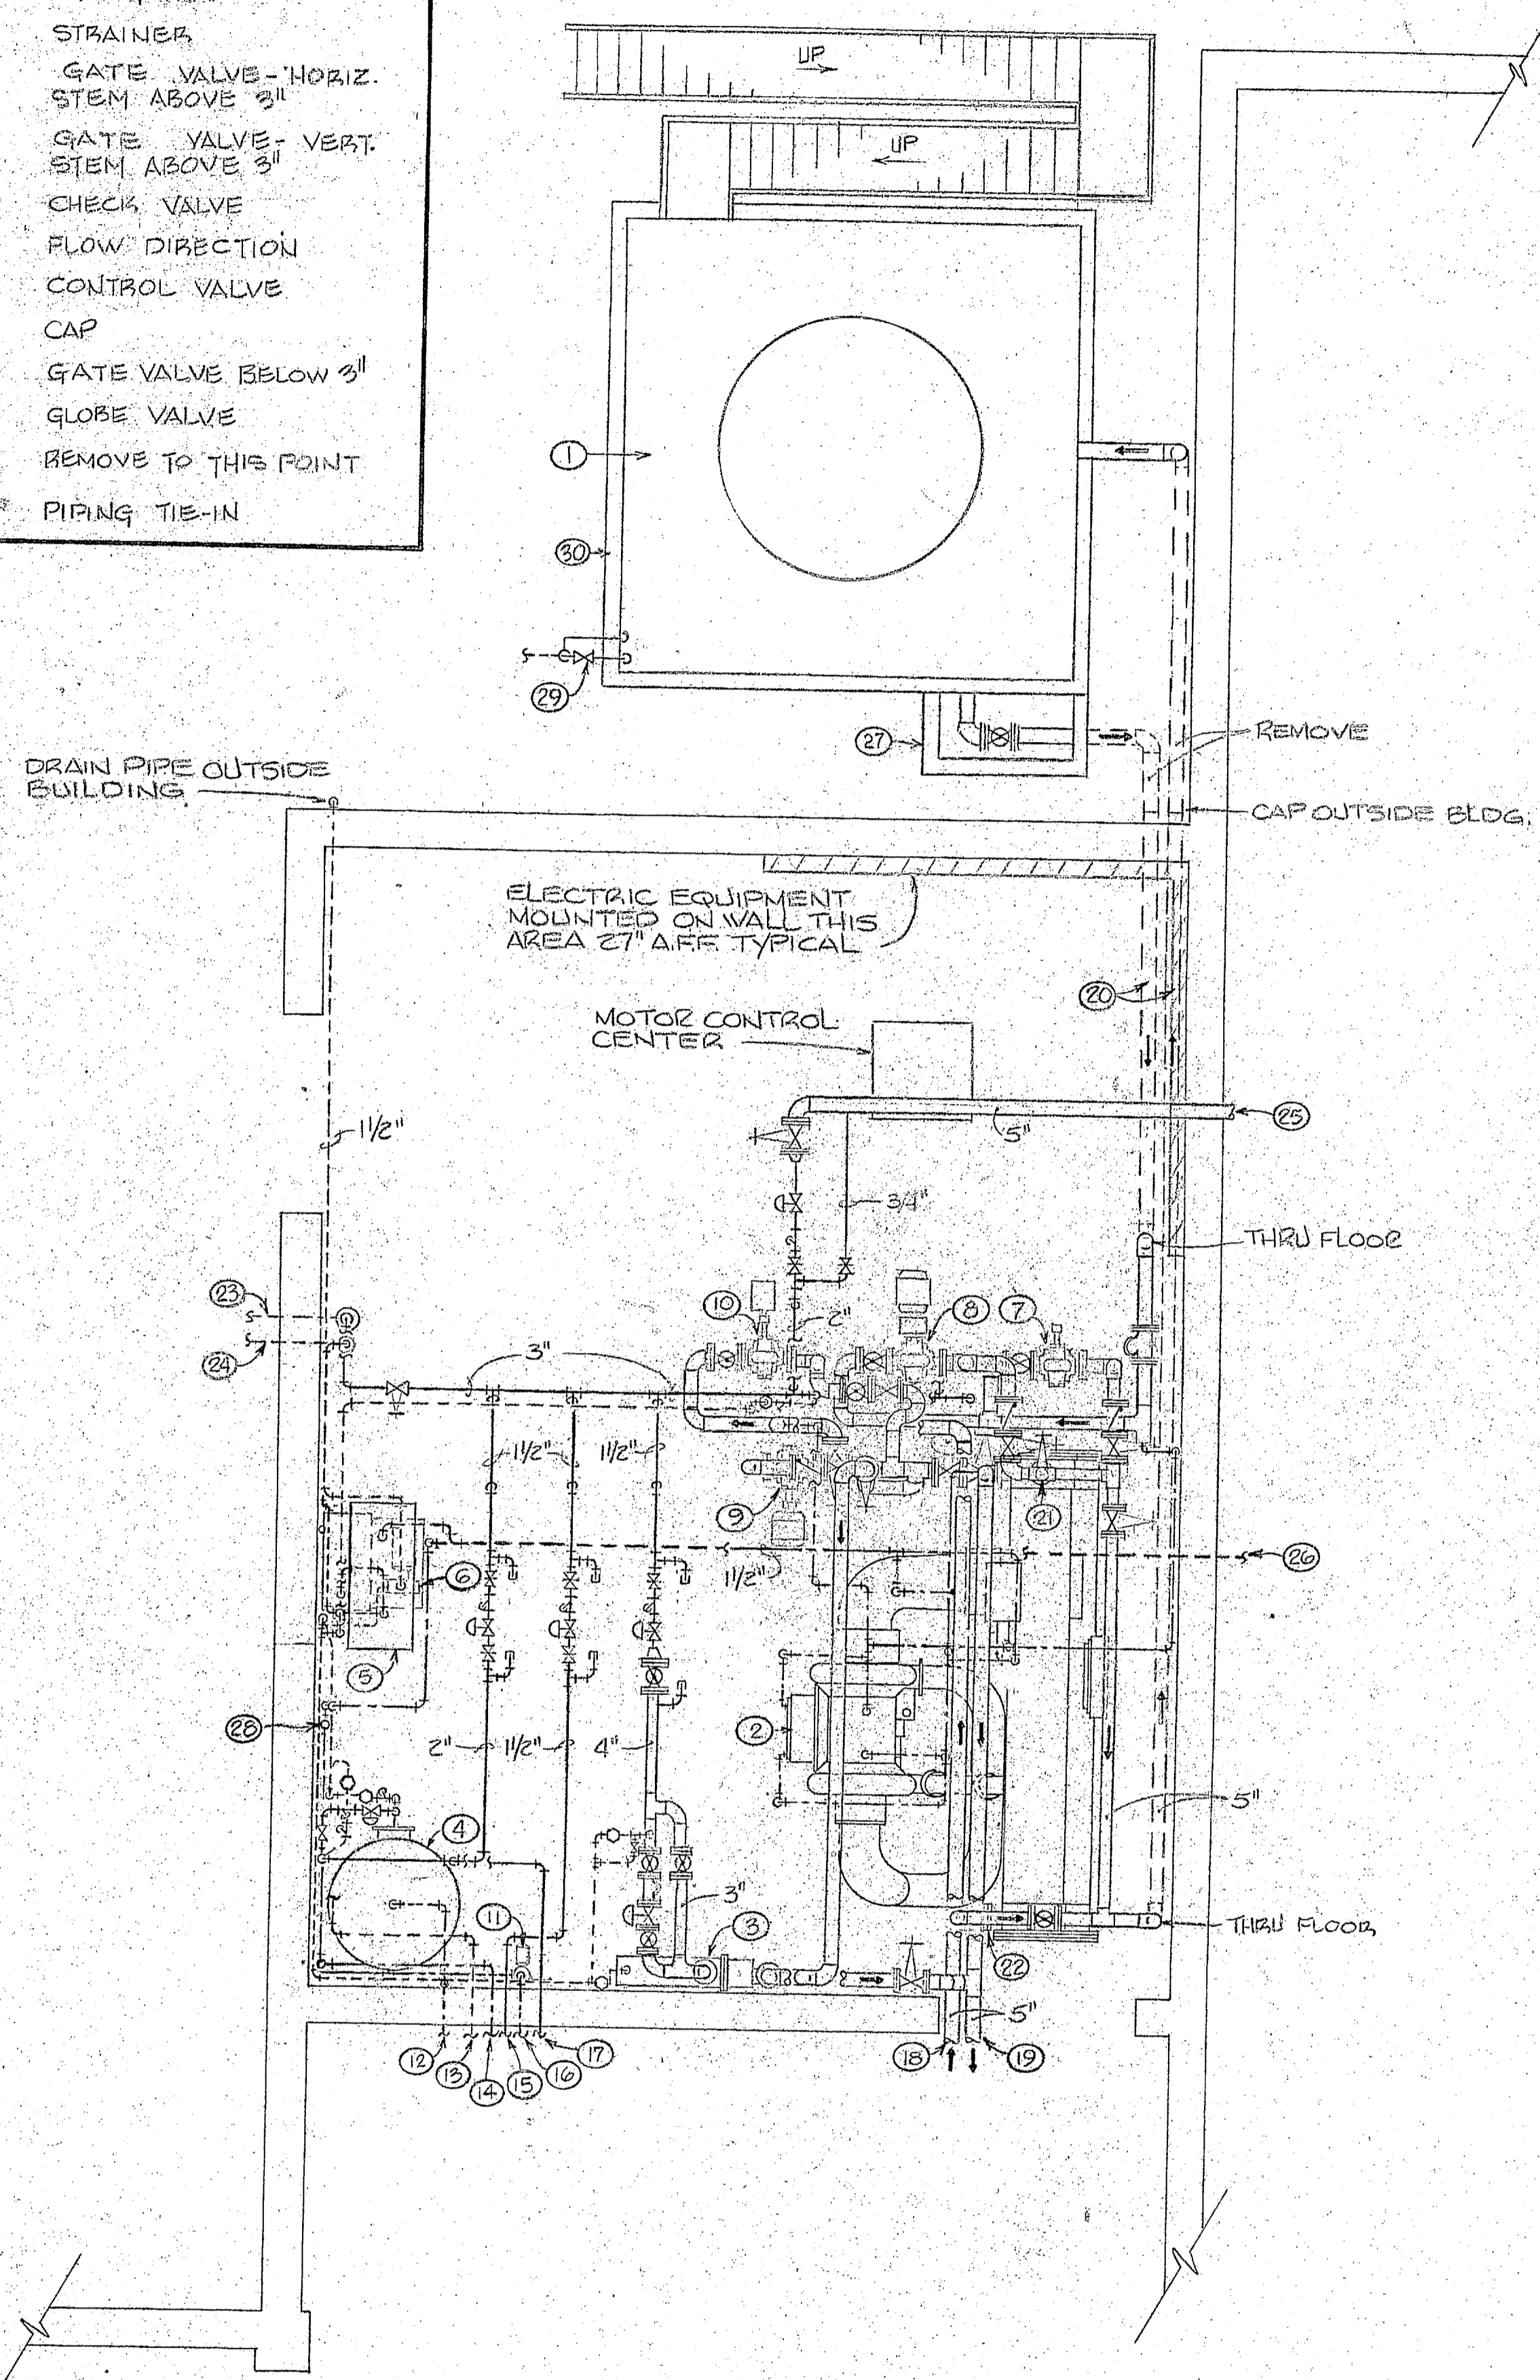 STRAINER
GATE VALVE-HORIZ.
STEM ABOVE 3"
GATE VALVE- VERT.
STEM ABOVE 3"
CHECK VALVE
FLOW DIRECTION
CONTROL VALVE
CAP
GATE VALVE BELOW 3"
GLOBE VALVE
REMOVE TO THIS POINT
PIPING TIE-IN
UP
UP
1
30
29
27
REMOVE
DRAIN PIPE OUTSIDE
BUILDING
CAP OUTSIDE BLDG.
ELECTRIC EQUIPMENT
MOUNTED ON WALL THIS
AREA 27" A.F.F. TYPICAL
20
MOTOR CONTROL
CENTER
25
5"
1 1/2"
3/4"
THRU FLOOR
23
10
8
7
2"
24
3"
1 1/2"
1 1/2"
9
21
26
6
1 1/2"
5
28
2"
1 1/2"
4"
2
5"
4
3"
11
3
THRU FLOOR
22
5"
12
13
14
15
16
17
18
19